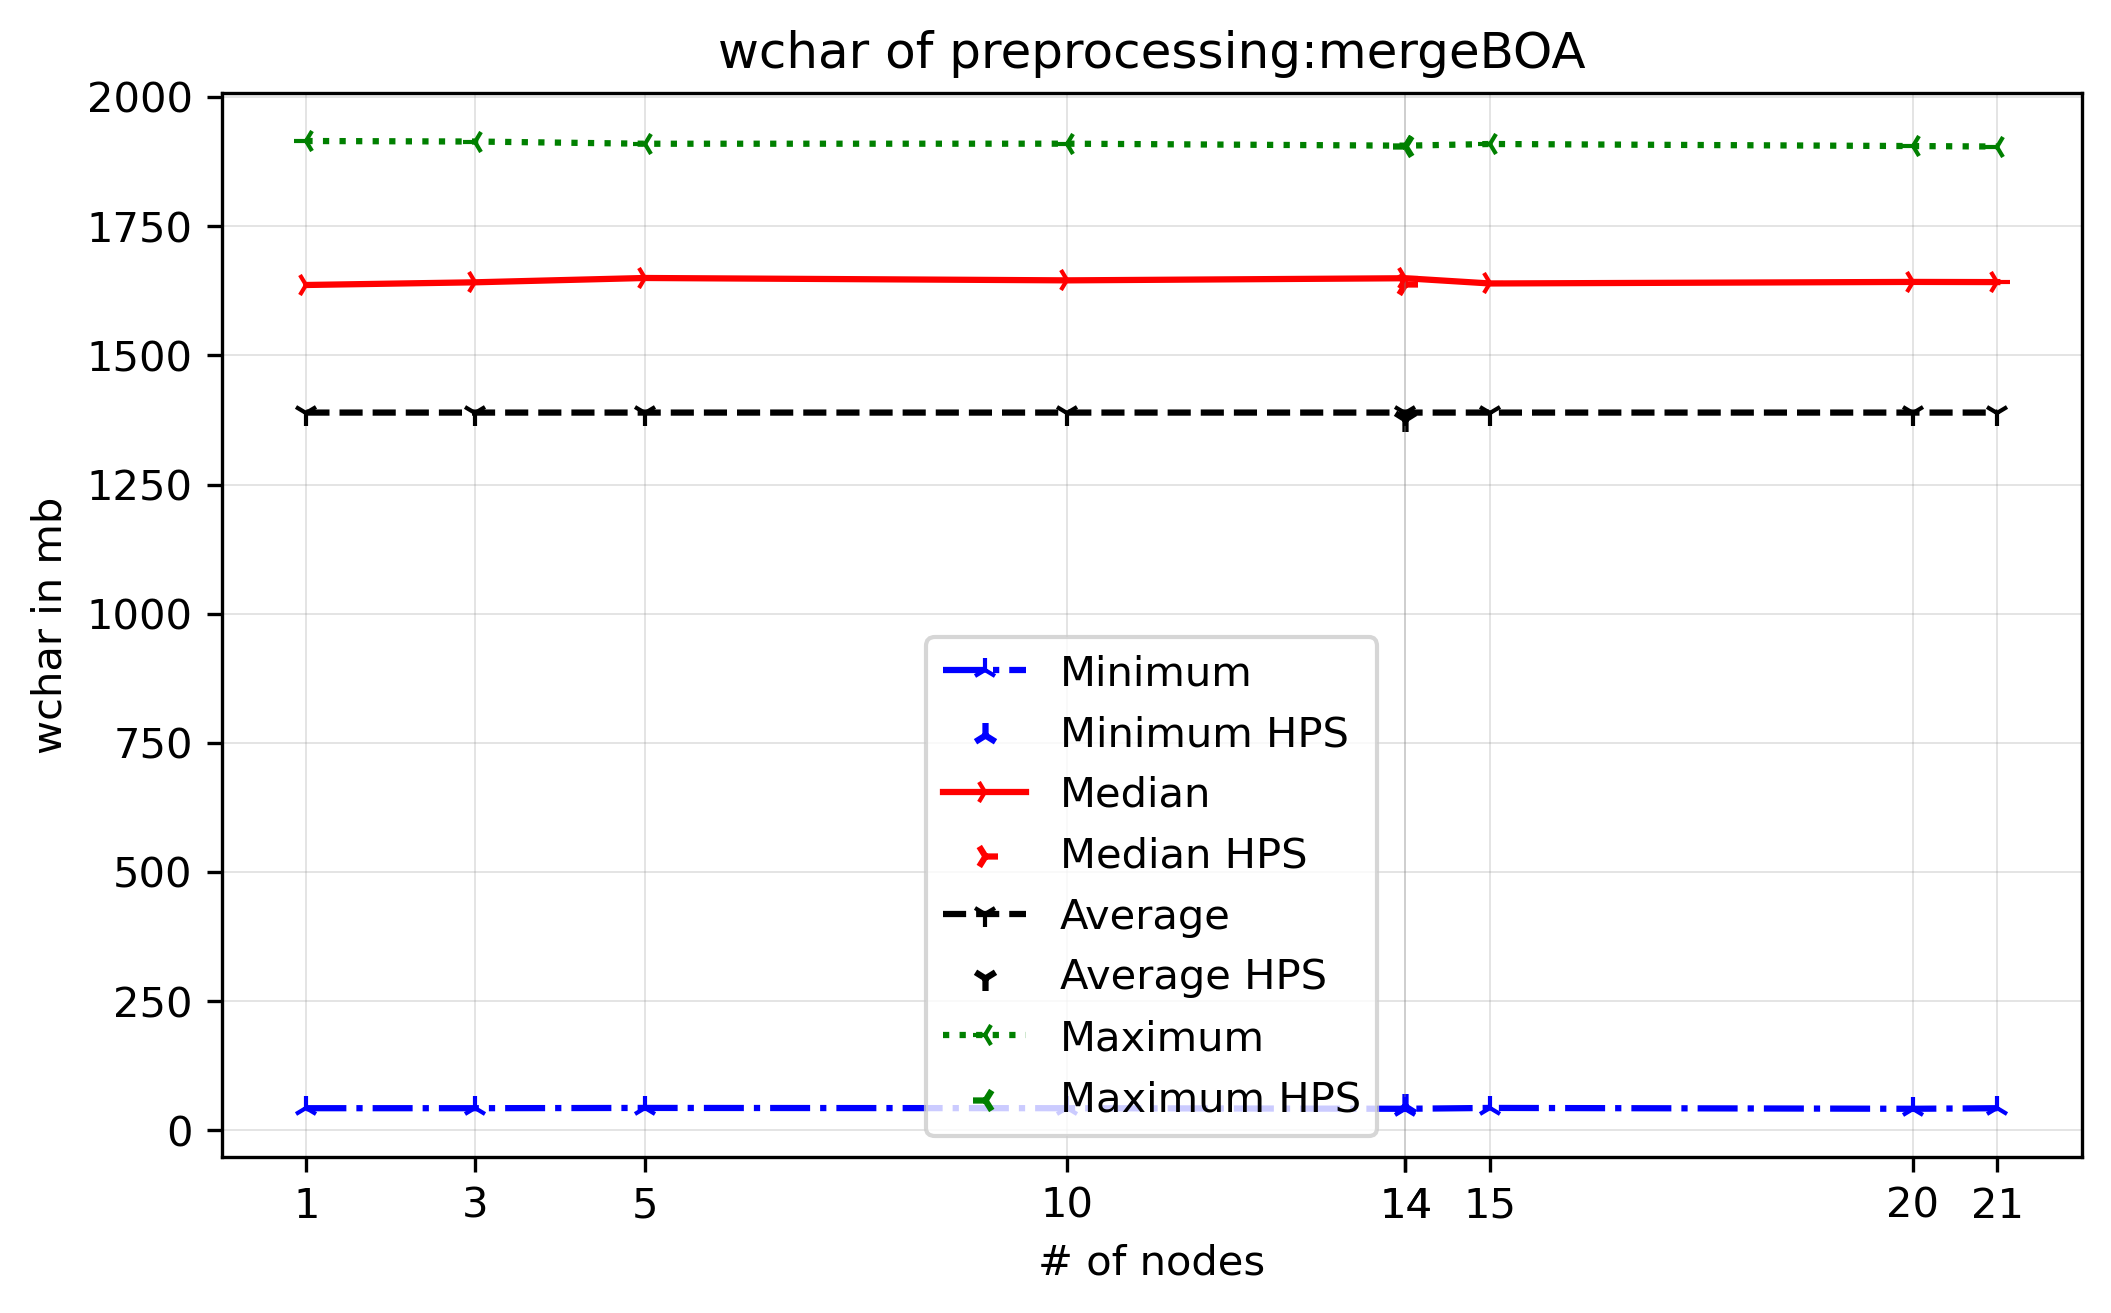 wchar of preprocessing:mergeBOA
2000
1750
1500
1250
1000
750
500
250
0
wchar in mb
Minimum
Minimum HPS
Median
Median HPS
Average
Average HPS
Maximum
Maximum HPS
1 3 5 10 14 15 20 21
# of nodes